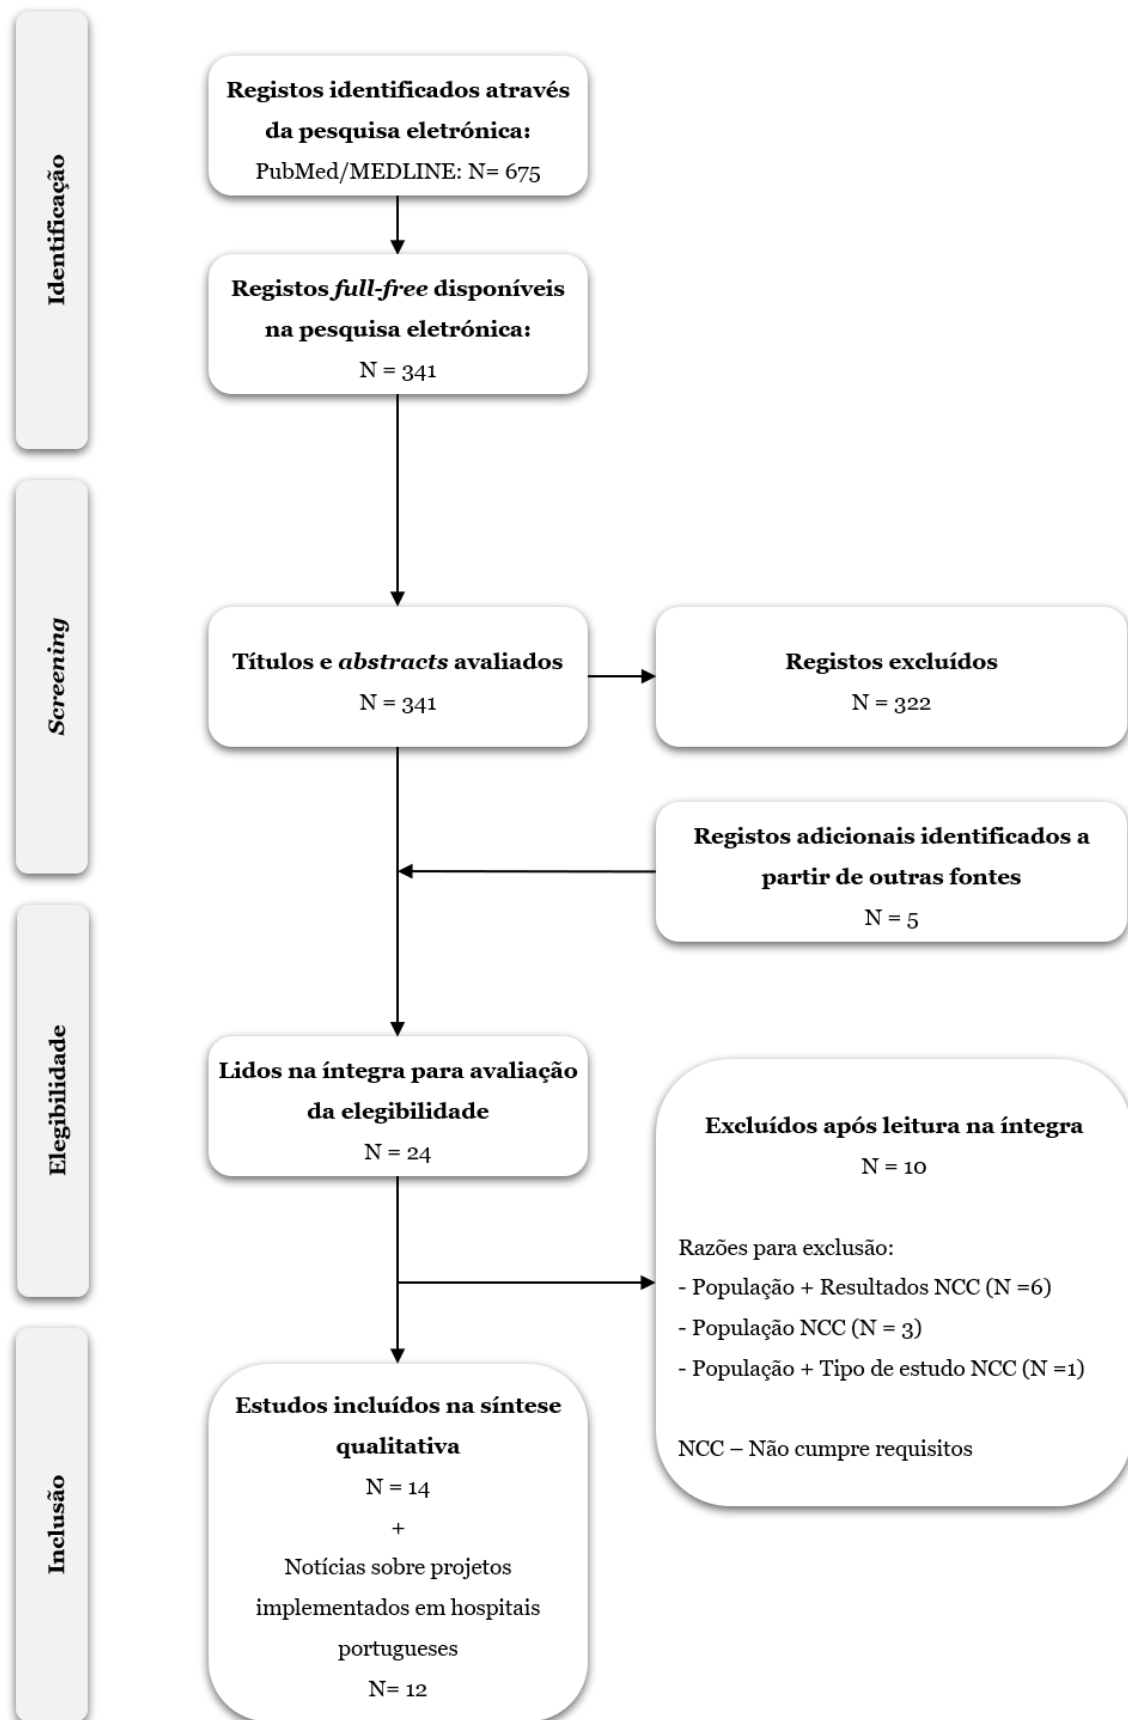 Identificação
Registos identificados através
da pesquisa eletrónica:
PubMed/MEDLINE: N= 675
Registos full-free disponíveis
na pesquisa eletrónica:
N = 341
Screening
Títulos e abstracts avaliados
N = 341
Registos excluídos
N = 322
Registos adicionais identificados a
partir de outras fontes
N = 5
Elegibilidade
Lidos na íntegra para avaliação
da elegibilidade
N = 24
Excluídos após leitura na íntegra
N = 10
Razões para exclusão:
- População + Resultados NCC (N =6)
- População NCC (N = 3)
- População + Tipo de estudo NCC (N =1)
NCC – Não cumpre requisitos
Inclusão
Estudos incluídos na síntese
qualitativa
N = 14
+
Notícias sobre projetos
implementados em hospitais
portugueses
N= 12